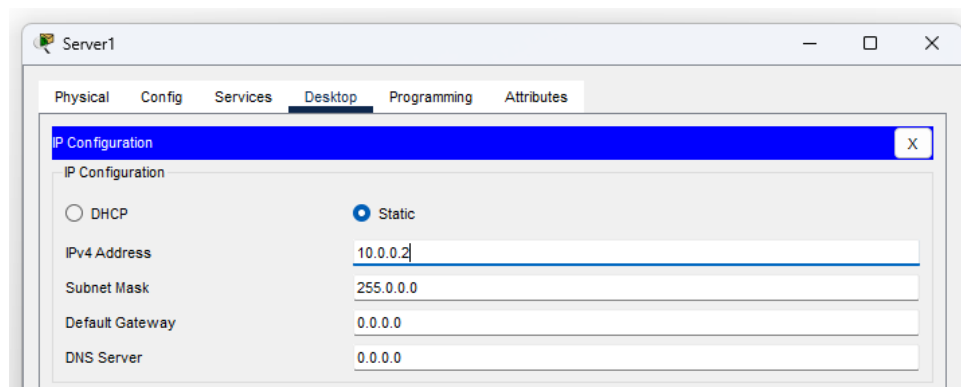 Server1
Physical Config Services Desktop Programming Attributes
IP Configuration X
IP Configuration
DHCP Static
IPv4 Address 10.0.0.2
Subnet Mask 255.0.0.0
Default Gateway 0.0.0.0
DNS Server 0.0.0.0